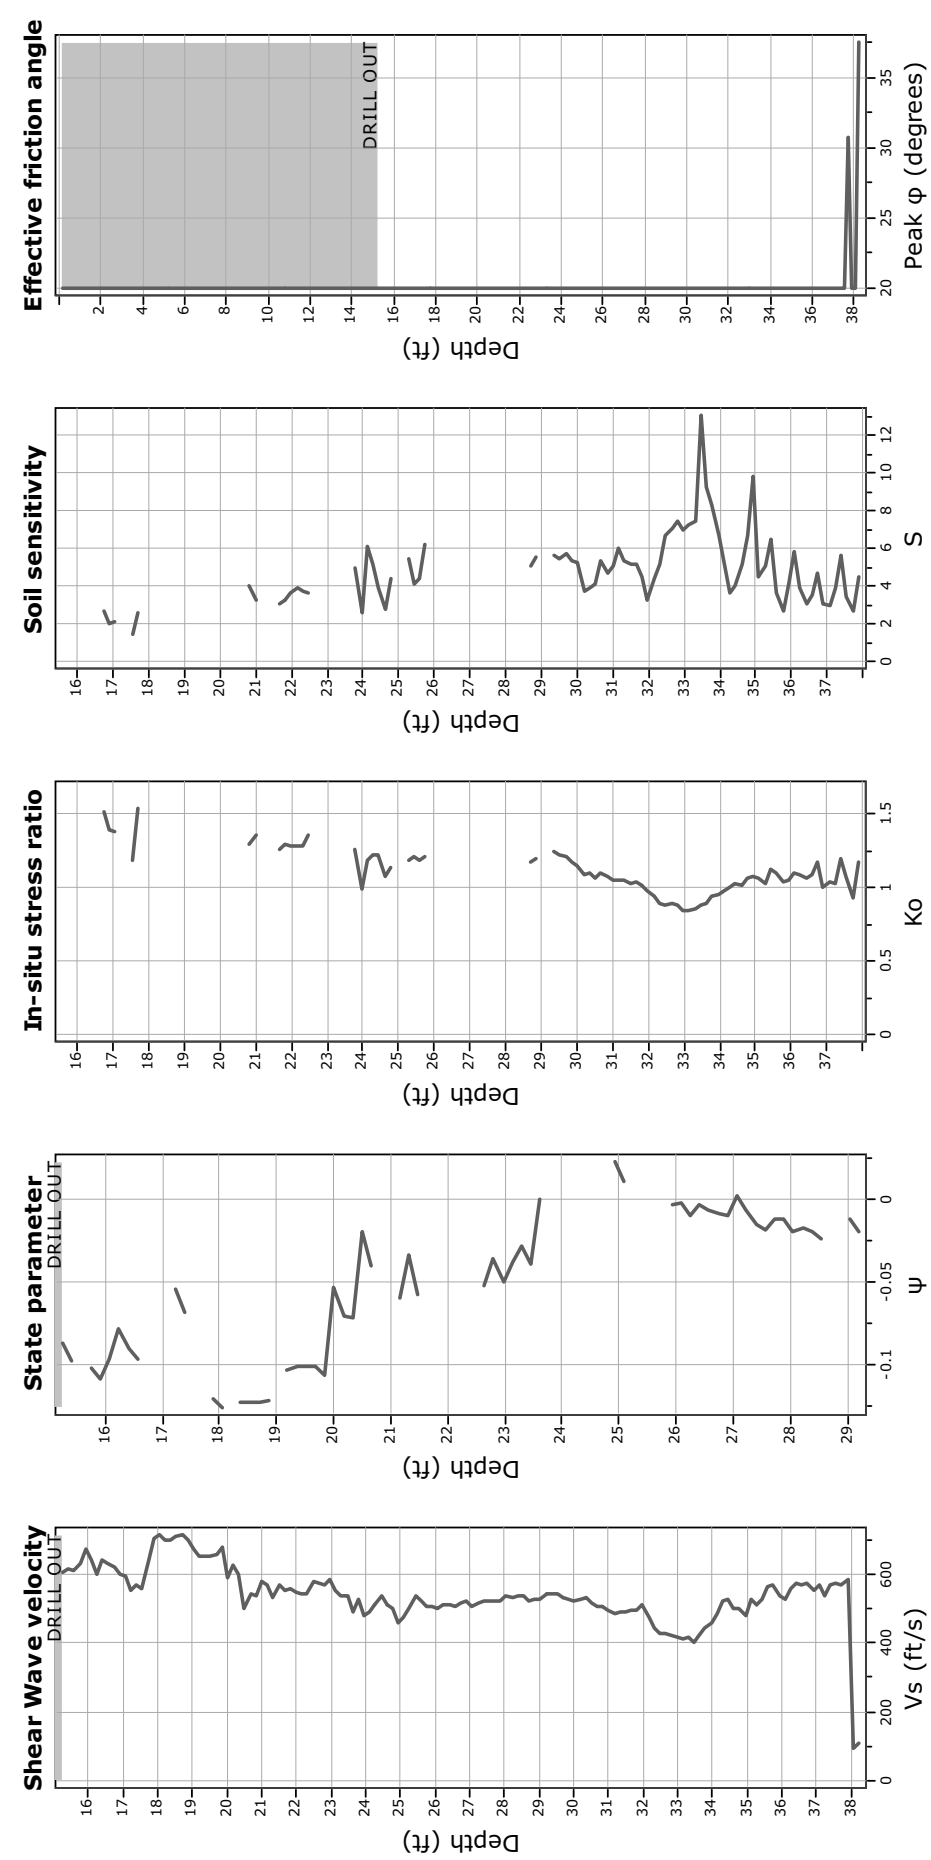 Shear Wave velocity
DRILL OUT
Depth (ft)
16 17 18 19 20 21 22 23 24 25 26 27 28 29 30 31 32 33 34 35 36 37 38
0 200 400 600
Vs (ft/s)
State parameter
DRILL OUT
Depth (ft)
16 17 18 19 20 21 22 23 24 25 26 27 28 29
-0.1 -0.05 0
ψ
In-situ stress ratio
Depth (ft)
16 17 18 19 20 21 22 23 24 25 26 27 28 29 30 31 32 33 34 35 36 37
0 0.5 1 1.5
Ko
Soil sensitivity
Depth (ft)
16 17 18 19 20 21 22 23 24 25 26 27 28 29 30 31 32 33 34 35 36 37
0 2 4 6 8 10 12
S
Effective friction angle
DRILL OUT
Depth (ft)
2 4 6 8 10 12 14 16 18 20 22 24 26 28 30 32 34 36 38
20 25 30 35
Peak φ (degrees)